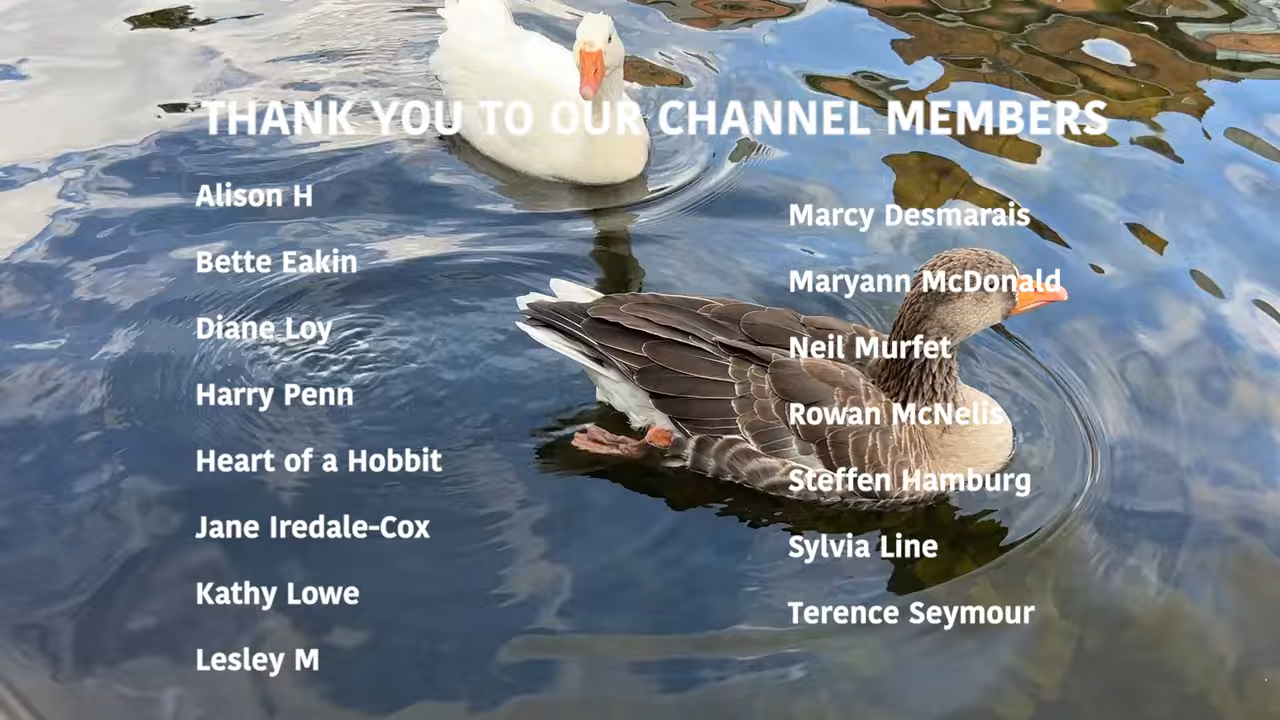 THANK YOU TO OUR CHANNEL MEMBERS
Alison H
Bette Eakin
Diane Loy
Harry Penn
Heart of a Hobbit
Jane Iredale-Cox
Kathy Lowe
Lesley M
Marcy Desmarais
Maryann McDonald
Neil Murfet
Rowan McNelis
Steffen Hamburg
Sylvia Line
Terence Seymour